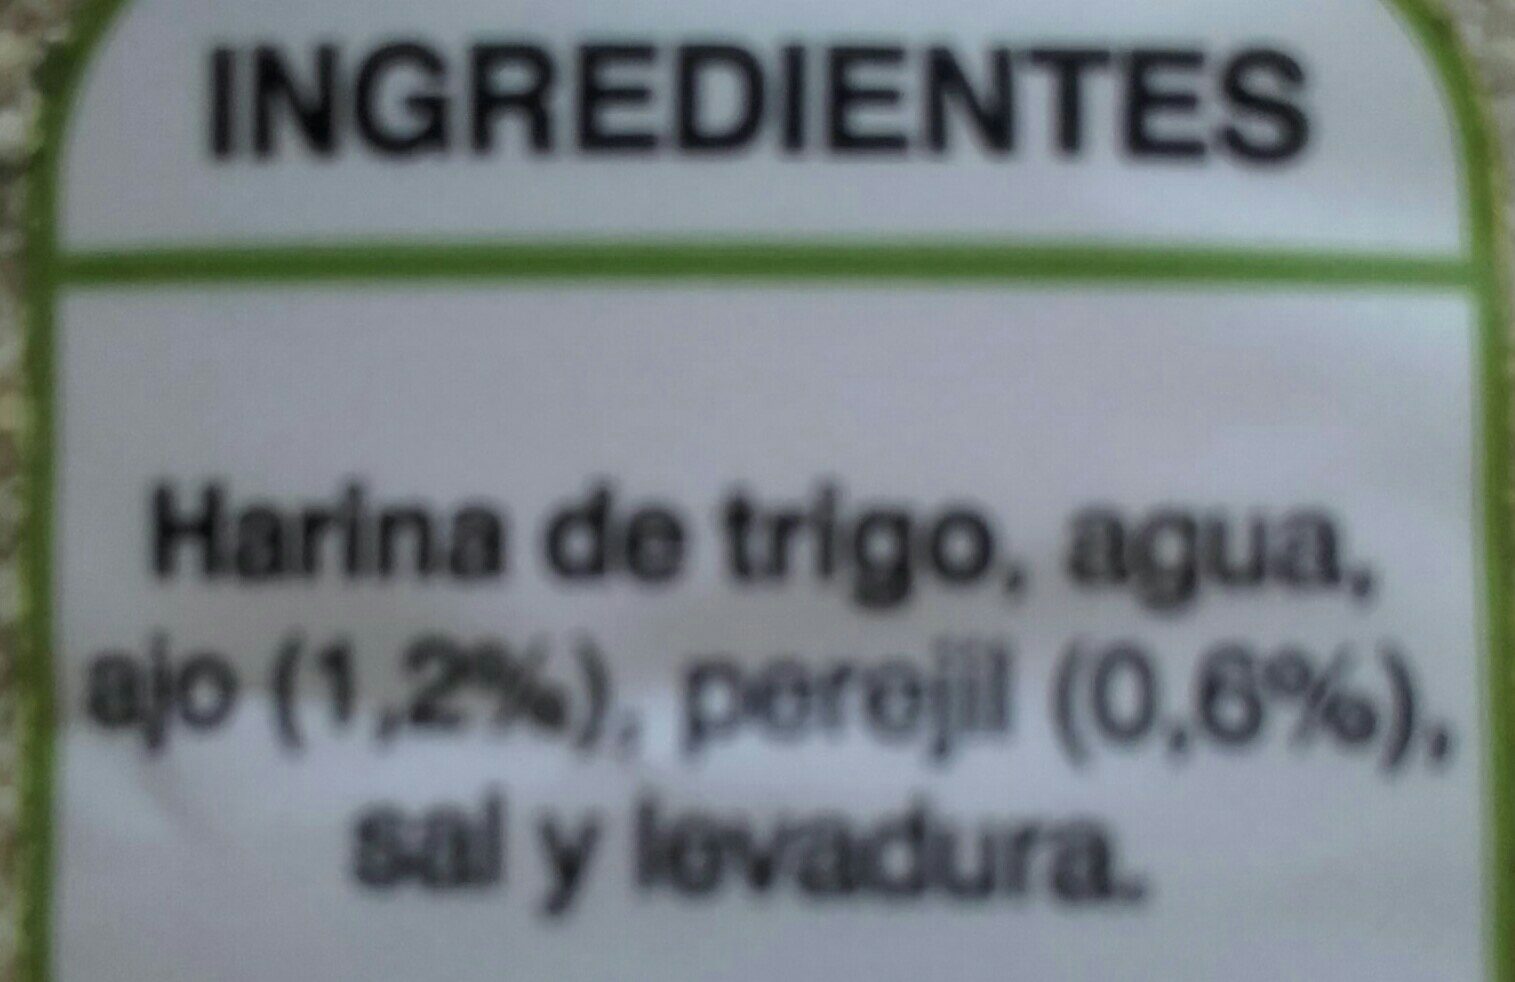 INGREDIENTES
Harina de trigo, agua,
ajo (1,2%), perejil (0,6%),
sal y levadura.